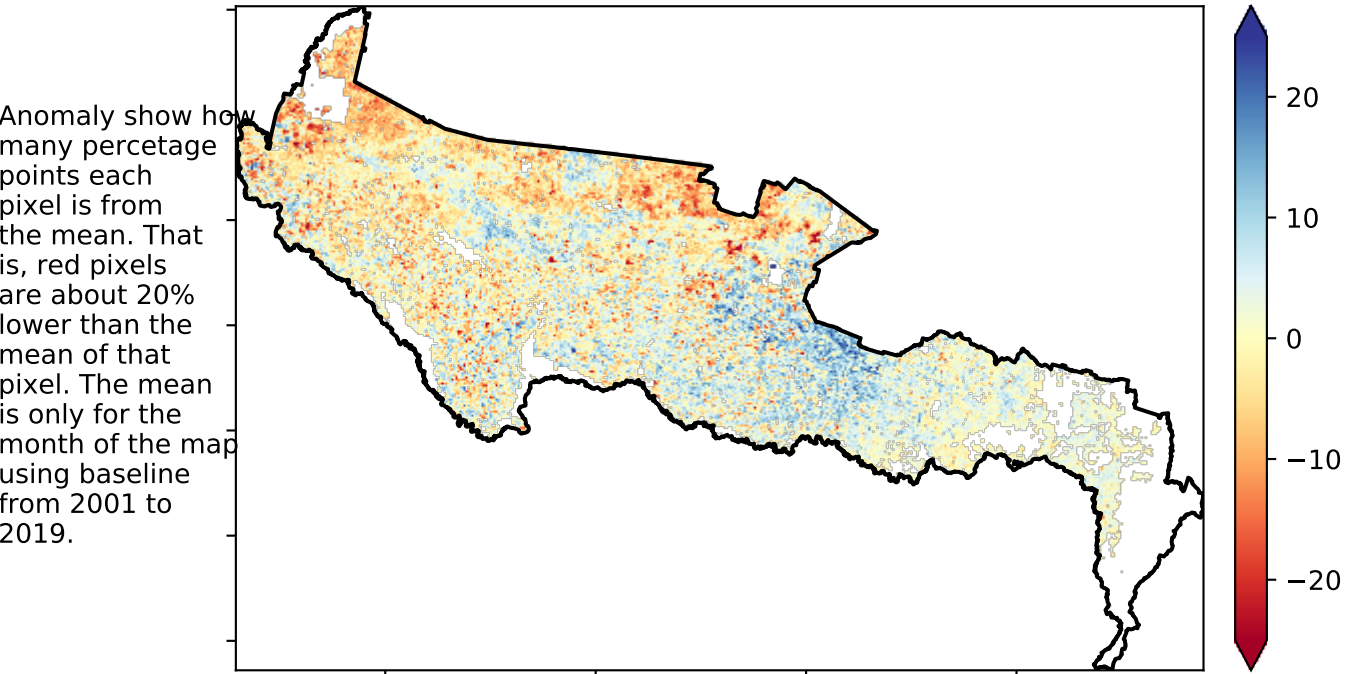 Anomaly show how
many percetage
points each
pixel is from
the mean. That
is, red pixels
are about 20%
lower than the
mean of that
pixel. The mean
is only for the
month of the map
using baseline
from 2001 to
2019.
20
10
0
−10
−20